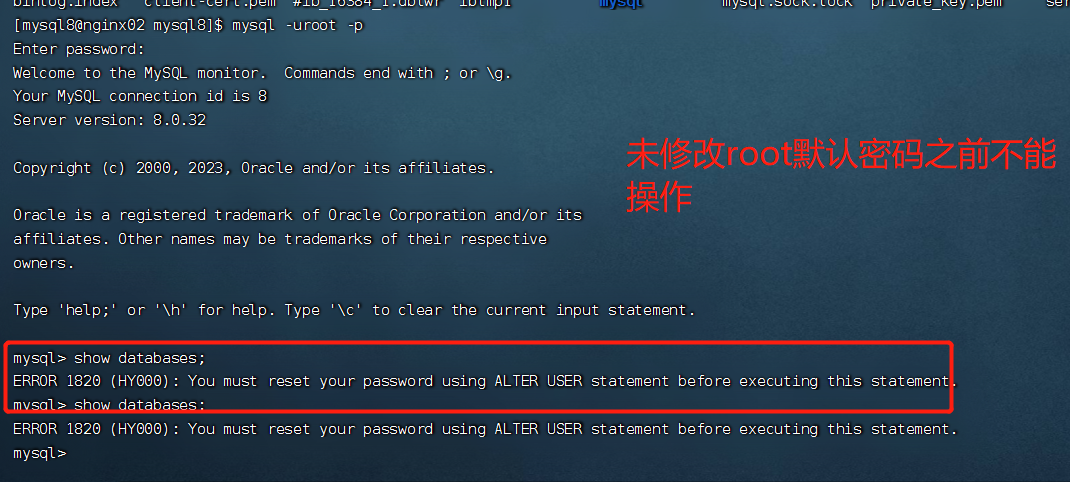 binlog.index client-cert.pem #ib_16384_1.dblwr ibtmp1 mysql mysql.sock.lock private_key.pem ser
[mysql8@nginx02 mysql8]$ mysql -uroot -p
Enter password:
Welcome to the MySQL monitor.  Commands end with ; or \g.
Your MySQL connection id is 8
Server version: 8.0.32
Copyright (c) 2000, 2023, Oracle and/or its affiliates.
未修改root默认密码之前不能
操作
Oracle is a registered trademark of Oracle Corporation and/or its
affiliates. Other names may be trademarks of their respective
owners.
Type 'help;' or '\h' for help. Type '\c' to clear the current input statement.
mysql> show databases;
ERROR 1820 (HY000): You must reset your password using ALTER USER statement before executing this statement.
mysql> show databases;
ERROR 1820 (HY000): You must reset your password using ALTER USER statement before executing this statement.
mysql>